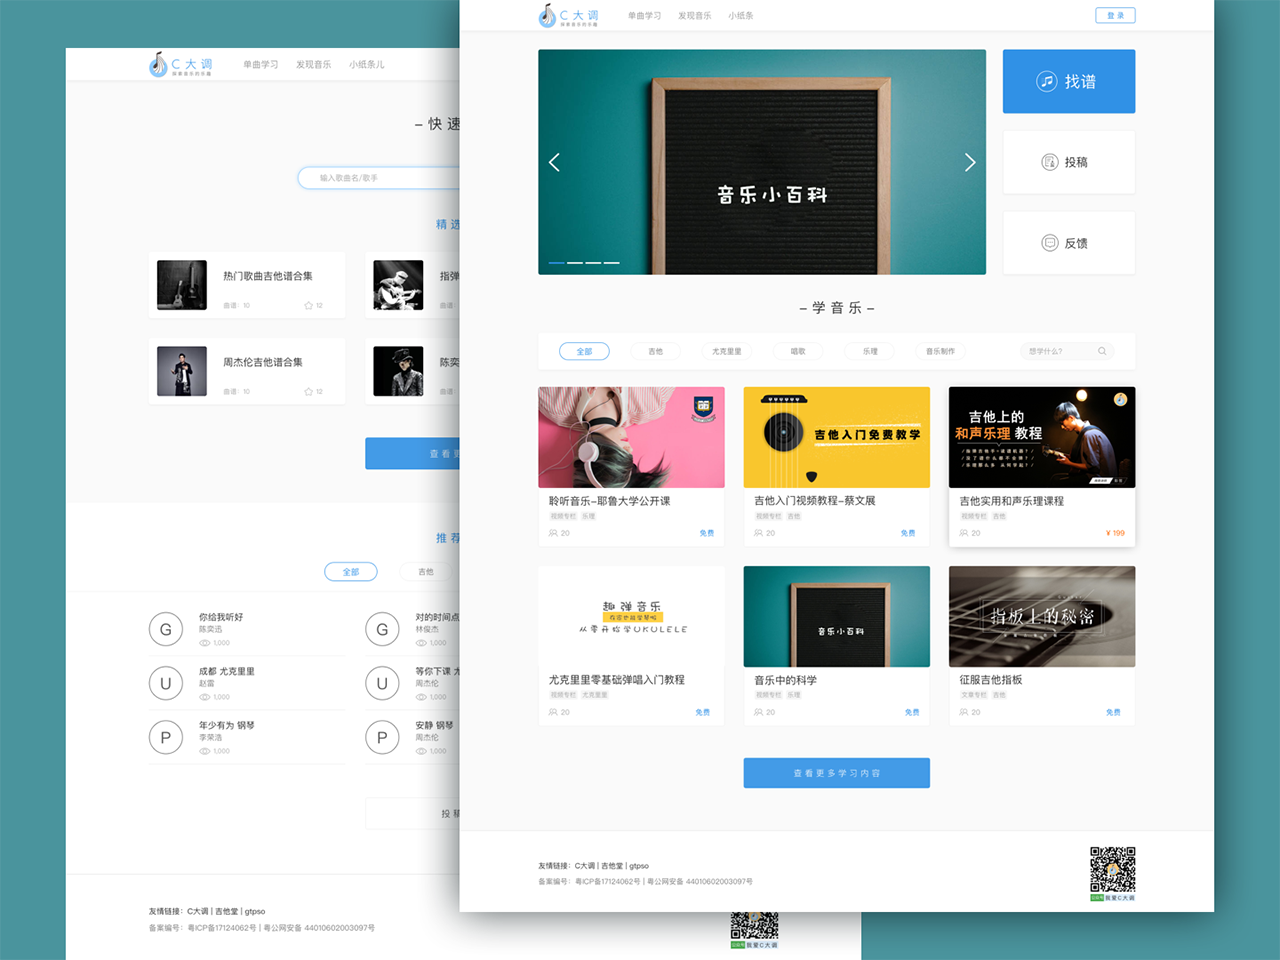 C 大 调
探索音乐的乐趣
单曲学习
发现音乐
小纸条
登 录
音乐小百科
找谱
投稿
反馈
– 学 音 乐 –
全部
吉他
尤克里里
唱歌
乐理
音乐制作
想学什么?
聆听音乐–耶鲁大学公开课
视频专栏 乐理
20
免费
吉他入门免费教学
吉他入门视频教程–蔡文展
视频专栏 吉他
20
免费
吉他上的
和声乐理 教程
吉他实用和声乐理课程
视频专栏 吉他
20
¥ 199
趣弹音乐
从零开始学UKULELE
尤克里里零基础弹唱入门教程
视频专栏 尤克里里
20
免费
音乐小百科
音乐中的科学
视频专栏 乐理
20
免费
指板上的秘密
征服吉他指板
文章专栏 吉他
20
免费
查看更多学习内容
友情链接: C大调 | 吉他堂 | gtpso
备案编号: 粤ICP备17124062号 | 粤公网安备 44010602003097号
我爱C大调
C 大 调
探索音乐的乐趣
单曲学习
发现音乐
小纸条儿
– 快 速
输入歌曲名/歌手
精 选
热门歌曲吉他谱合集
曲谱: 10
12
指弹
曲谱:
周杰伦吉他谱合集
曲谱: 10
12
陈奕
曲谱:
查 看
推 荐
全部
吉他
G
你给我听好
陈奕迅
1,000
G
对的时间点
林俊杰
1,000
U
成都 尤克里里
赵雷
1,000
U
等你下课 尤
周杰伦
1,000
P
年少有为 钢琴
李荣浩
1,000
P
安静 钢琴
周杰伦
1,000
投 稿
友情链接: C大调 | 吉他堂 | gtpso
备案编号: 粤ICP备17124062号 | 粤公网安备 44010602003097号
我爱C大调